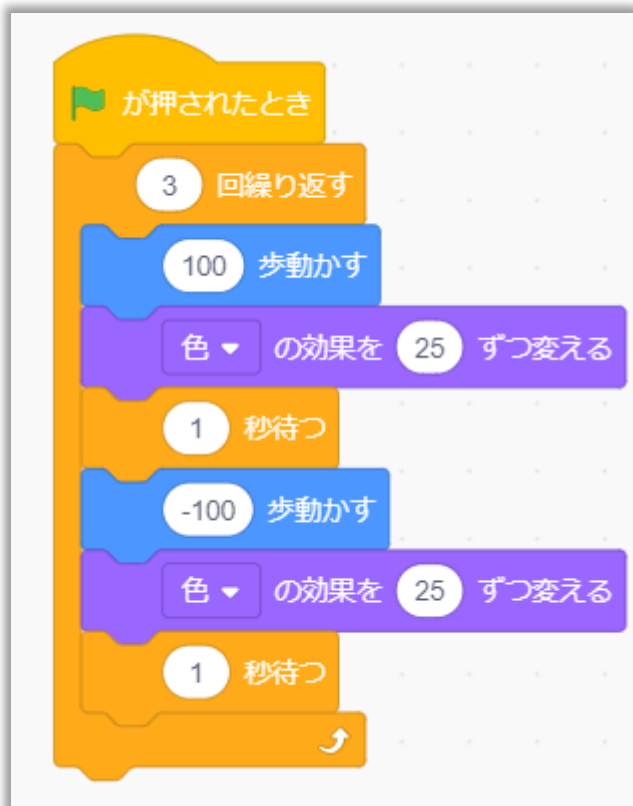 が押されたとき
3 回繰り返す
100 歩動かす
色 の効果を 25 ずつ変える
1 秒待つ
-100 歩動かす
色 の効果を 25 ずつ変える
1 秒待つ